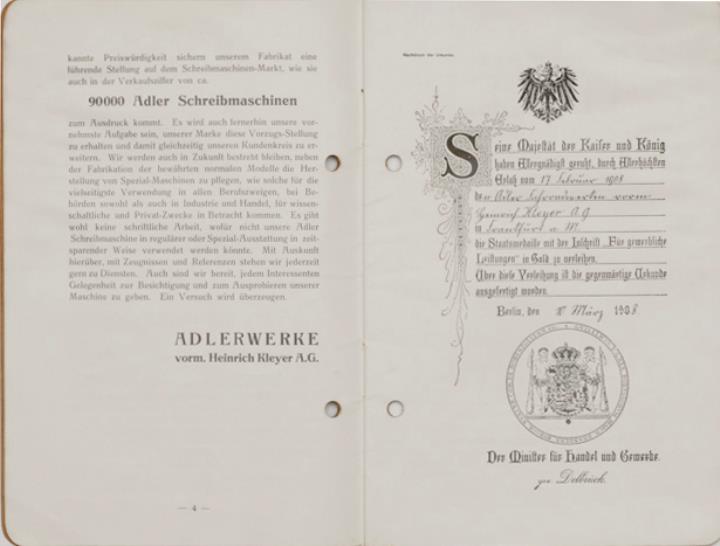 kannte Preiswürdigkeit sichern unserem Fabrikat eine
führende Stellung auf dem Schreibmaschinen-Markt, wie sie
auch in der Verkaufsziffer von ca.
90000 Adler Schreibmaschinen
zum Ausdruck kommt. Es wird auch fernerhin unsere vor-
nehmste Aufgabe sein, unserer Marke diese Vorzugs-Stellung
zu erhalten und damit gleichzeitig unseren Kundenkreis zu er-
weitern. Wir werden auch in Zukunft bestrebt bleiben, neben
der Fabrikation der bewährten normalen Modelle die Her-
stellung von Spezial-Maschinen zu pflegen, wie solche für die
vielseitigste Verwendung in allen Berufszweigen, bei Be-
hörden sowohl als auch in Industrie und Handel, für wissen-
schaftliche und Privat-Zwecke in Betracht kommen. Es gibt
wohl keine schriftliche Arbeit, wofür nicht unsere Adler
Schreibmaschine in regulärer oder Spezial-Ausstattung in zeit-
sparender Weise verwendet werden könnte. Mit Auskunft
hierüber, mit Zeugnissen und Referenzen stehen wir jederzeit
gern zu Diensten. Auch sind wir bereit, jedem Interessenten
Gelegenheit zur Besichtigung und zum Ausprobieren unserer
Maschine zu geben. Ein Versuch wird überzeugen.
ADLERWERKE
vorm. Heinrich Kleyer A.G.
— 4 —
Nachdruck der Urkunde.
Seine Majestät der Kaiser und König
haben Allergnädigst geruht, durch Allerhöchsten
Erlaß vom 17 Februar 1908
den Adler Fahrradwerken vorm.
Heinrich Kleyer A G
in Frankfurt a M.
die Staatsmedaille mit der Inschrift „Für gewerbliche
Leistungen" in Gold zu verleihen.
Über diese Verleihung ist die gegenwärtige Urkunde
ausgefertigt worden.
Berlin, den März 1908.
Der Minister für Handel und Gewerbe.
gez Delbrück.